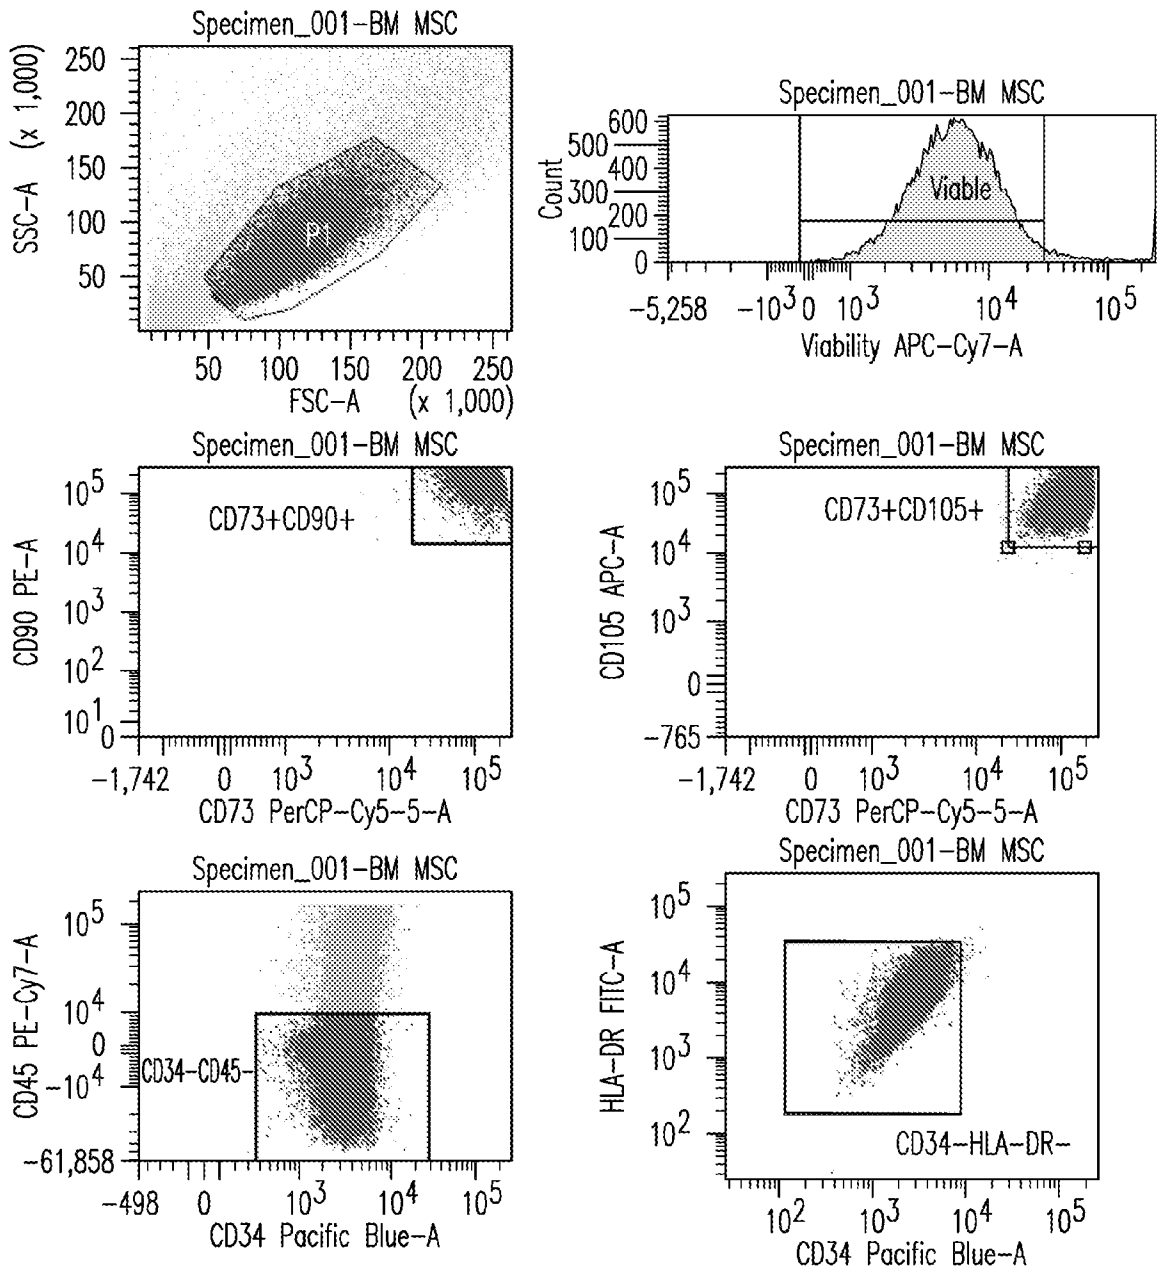 Specimen_001-BM MSC
SSC-A (x 1,000)
250
200
150
100
50
P1
50 100 150 200 250
FSC-A (x 1,000)
Specimen_001-BM MSC
Count
600
500
400
300
200
100
0
Viable
-5,258 -10³ 0 10³ 10⁴ 10⁵
Viability APC-Cy7-A
Specimen_001-BM MSC
CD90 PE-A
10⁵
10⁴
10³
10²
10¹
0
CD73+CD90+
-1,742 0 10³ 10⁴ 10⁵
CD73 PerCP-Cy5-5-A
Specimen_001-BM MSC
CD105 APC-A
10⁵
10⁴
10³
0
-765
CD73+CD105+
-1,742 0 10³ 10⁴ 10⁵
CD73 PerCP-Cy5-5-A
Specimen_001-BM MSC
CD45 PE-Cy7-A
10⁵
10⁴
0
-10⁴
-61,858
CD34-CD45-
-498 0 10³ 10⁴ 10⁵
CD34 Pacific Blue-A
Specimen_001-BM MSC
HLA-DR FITC-A
10⁵
10⁴
10³
10²
CD34-HLA-DR-
10² 10³ 10⁴ 10⁵
CD34 Pacific Blue-A